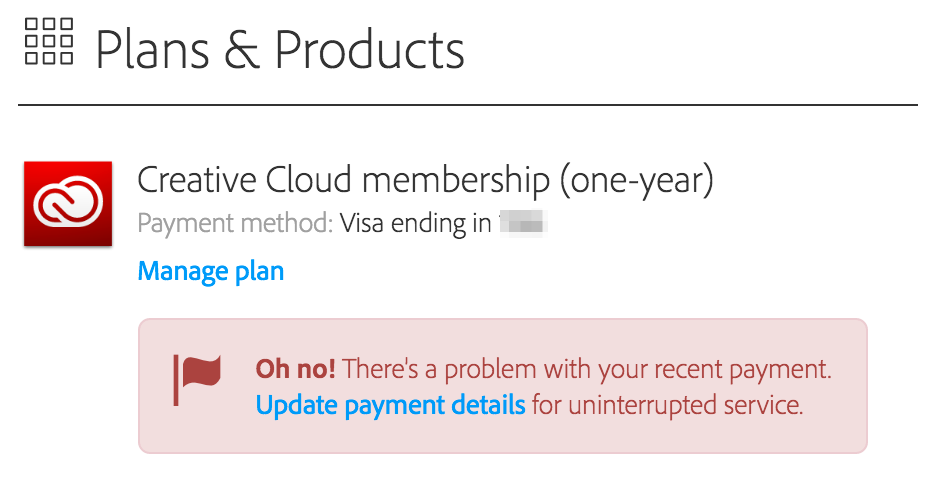 Plans & Products
Creative Cloud membership (one-year)
Payment method: Visa ending in
Manage plan
Oh no! There's a problem with your recent payment.
Update payment details for uninterrupted service.